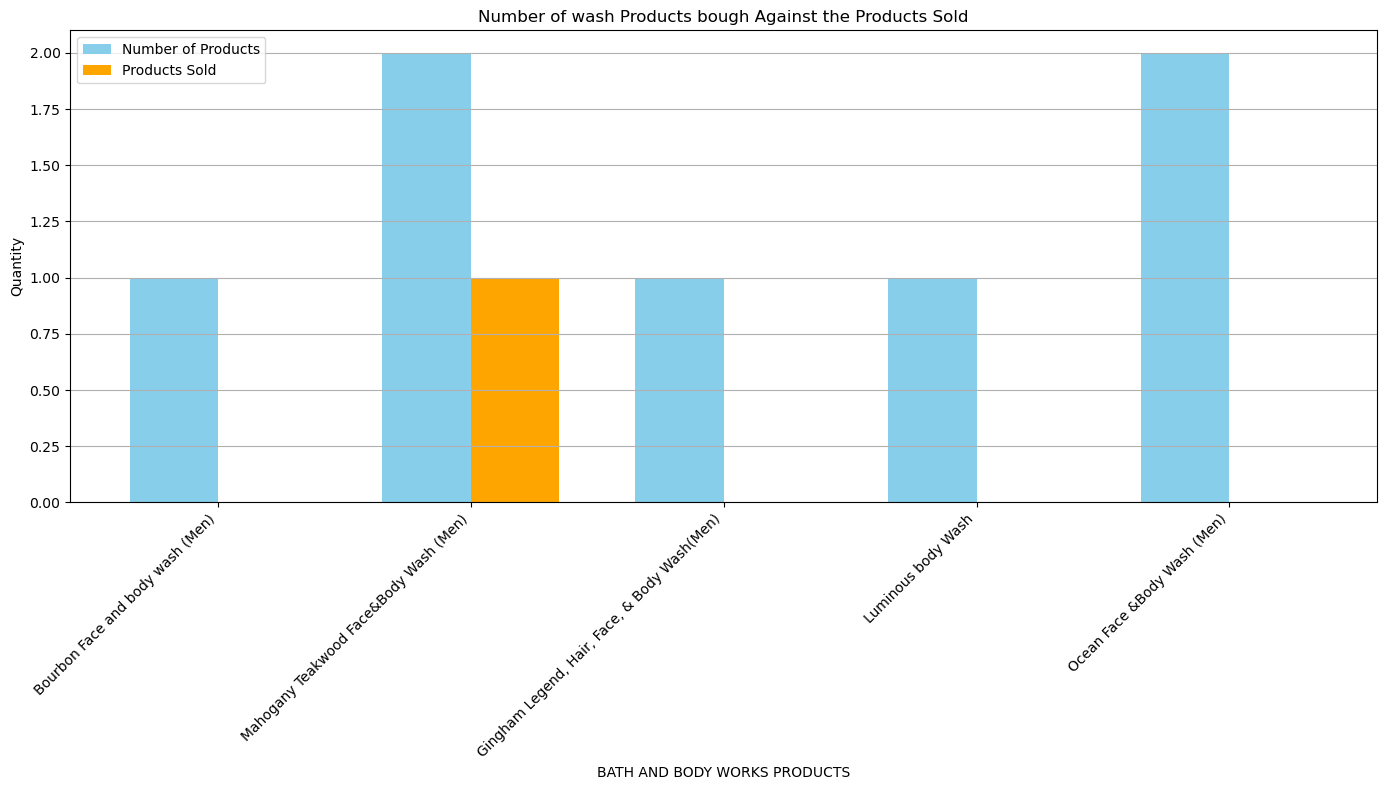 Number of wash Products bough Against the Products Sold
Number of Products
Products Sold
2.00
1.75
1.50
1.25
1.00
0.75
0.50
0.25
0.00
Quantity
Bourbon Face and body wash (Men)
Mahogany Teakwood Face&Body Wash (Men)
Gingham Legend, Hair, Face, & Body Wash(Men)
Luminous body Wash
Ocean Face &Body Wash (Men)
BATH AND BODY WORKS PRODUCTS